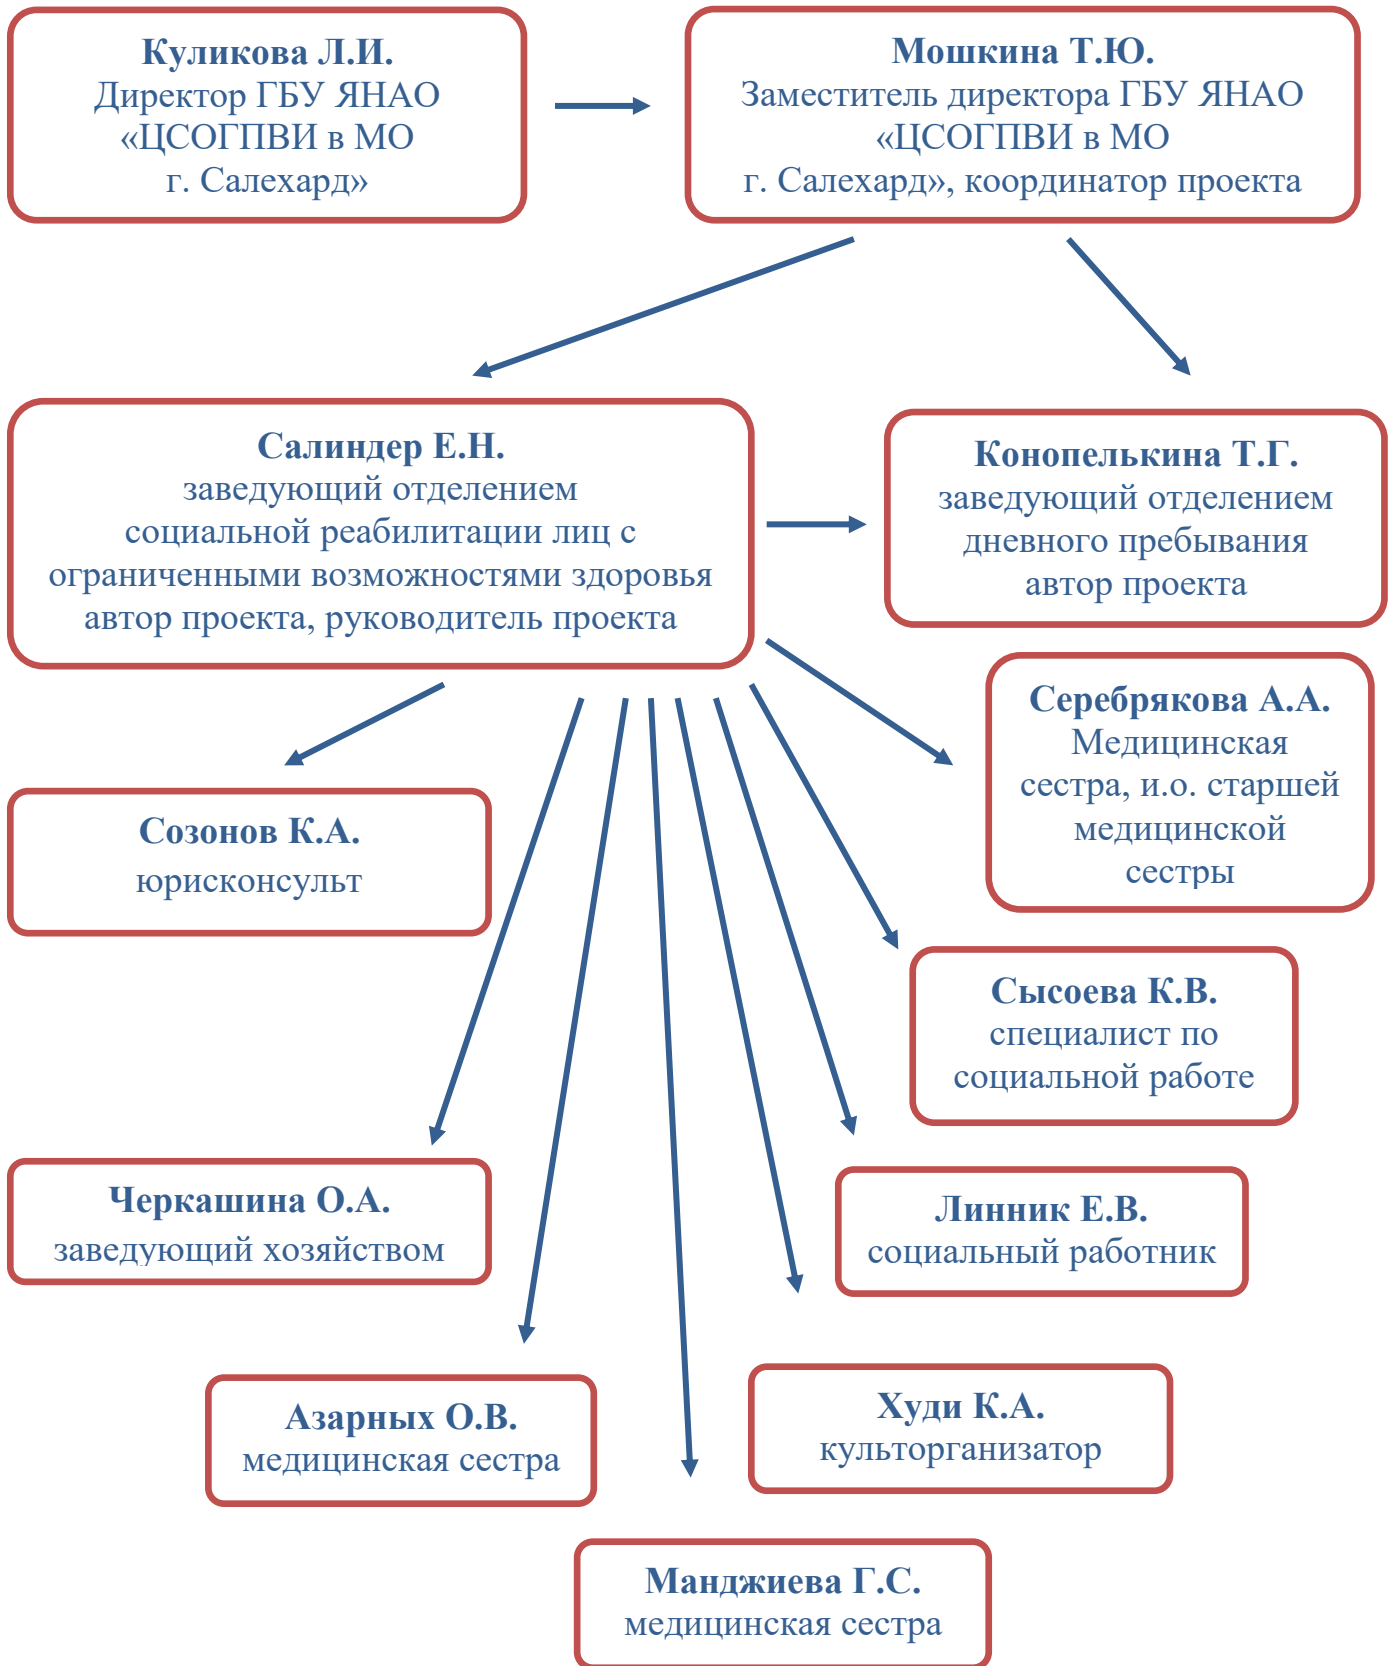 Куликова Л.И.
Директор ГБУ ЯНАО
«ЦСОГПВИ в МО
г. Салехард»
Мошкина Т.Ю.
Заместитель директора ГБУ ЯНАО
«ЦСОГПВИ в МО
г. Салехард», координатор проекта
Салиндер Е.Н.
заведующий отделением
социальной реабилитации лиц с
ограниченными возможностями здоровья
автор проекта, руководитель проекта
Конопелькина Т.Г.
заведующий отделением
дневного пребывания
автор проекта
Серебрякова А.А.
Медицинская
сестра, и.о. старшей
медицинской
сестры
Созонов К.А.
юрисконсульт
Сысоева К.В.
специалист по
социальной работе
Черкашина О.А.
заведующий хозяйством
Линник Е.В.
социальный работник
Азарных О.В.
медицинская сестра
Худи К.А.
культорганизатор
Манджиева Г.С.
медицинская сестра